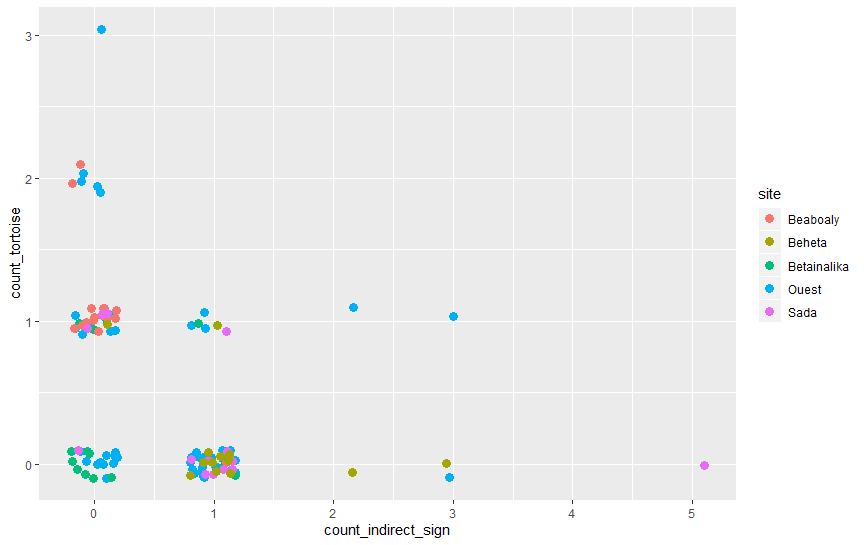 3
2
1
0
count_tortoise
0
1
2
3
4
5
count_indirect_sign
site
Beaboaly
Beheta
Betainalika
Ouest
Sada